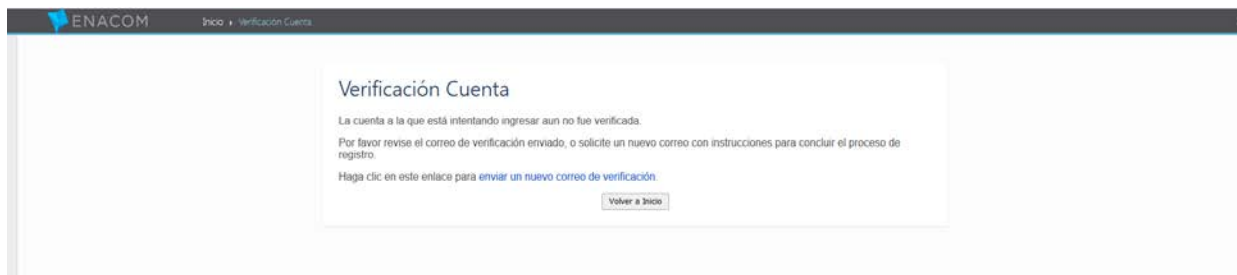 ENACOM Inicio ▸ Verificación Cuenta
Verificación Cuenta
La cuenta a la que está intentando ingresar aun no fue verificada.
Por favor revise el correo de verificación enviado, o solicite un nuevo correo con instrucciones para concluir el proceso de
registro.
Haga clic en este enlace para enviar un nuevo correo de verificación.
Volver a Inicio